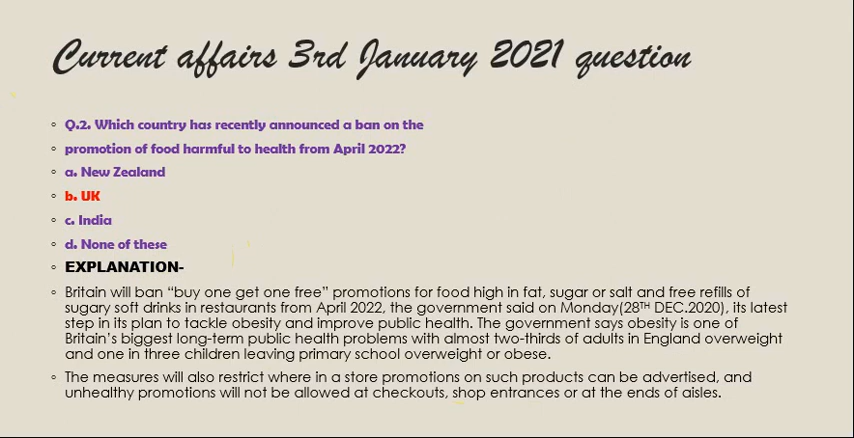 Current affairs 3rd January 2021 question
Q.2. Which country has recently announced a ban on the
promotion of food harmful to health from April 2022?
a. New Zealand
b. UK
c. India
d. None of these
EXPLANATION-
Britain will ban “buy one get one free” promotions for food high in fat, sugar or salt and free refills of
sugary soft drinks in restaurants from April 2022, the government said on Monday(28TH DEC.2020), its latest
step in its plan to tackle obesity and improve public health. The government says obesity is one of
Britain’s biggest long-term public health problems with almost two-thirds of adults in England overweight
and one in three children leaving primary school overweight or obese.
The measures will also restrict where in a store promotions on such products can be advertised, and
unhealthy promotions will not be allowed at checkouts, shop entrances or at the ends of aisles.